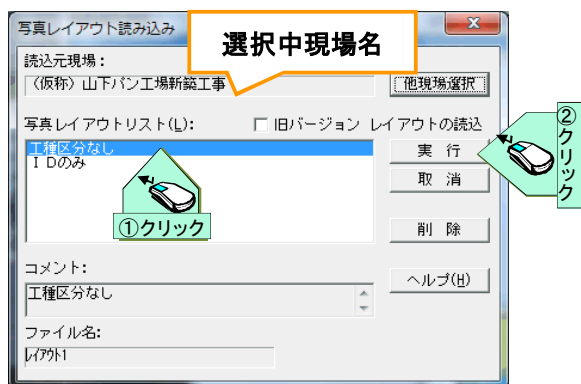 写真レイアウト読み込み
選択中現場名
読込元現場:
(仮称)山下パン工場新築工事
他現場選択
写真レイアウトリスト(L):
旧バージョン レイアウトの読込
工種区分なし
IDのみ
実 行
取 消
削 除
ヘルプ(H)
①クリック
②クリック
コメント:
工種区分なし
ファイル名:
レイアウト1